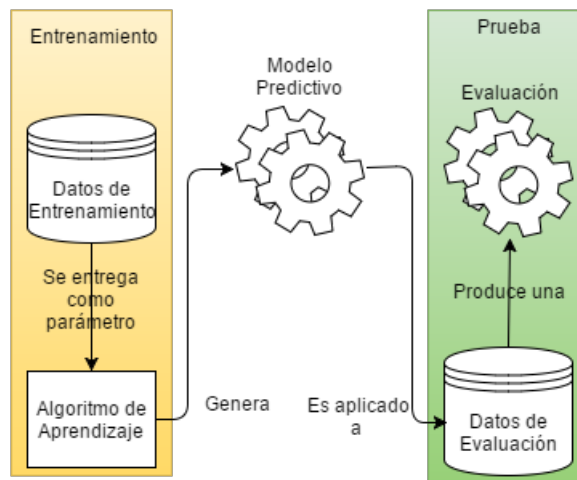 Entrenamiento
Datos de
Entrenamiento
Se entrega
como
parámetro
Algoritmo de
Aprendizaje
Genera
Modelo
Predictivo
Es aplicado
a
Prueba
Evaluación
Produce una
Datos de
Evaluación